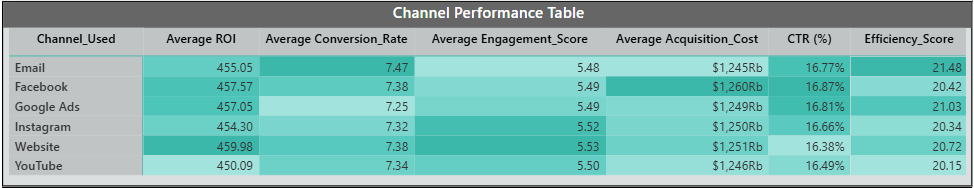 Channel Performance Table
Channel_Used Average ROI Average Conversion_Rate Average Engagement_Score Average Acquisition_Cost CTR (%) Efficiency_Score
Email 455.05 7.47 5.48 $1,245Rb 16.77% 21.48
Facebook 457.57 7.38 5.49 $1,260Rb 16.87% 20.42
Google Ads 457.05 7.25 5.49 $1,249Rb 16.81% 21.03
Instagram 454.30 7.32 5.52 $1,250Rb 16.66% 20.34
Website 459.98 7.38 5.53 $1,251Rb 16.38% 20.72
YouTube 450.09 7.34 5.50 $1,246Rb 16.49% 20.15